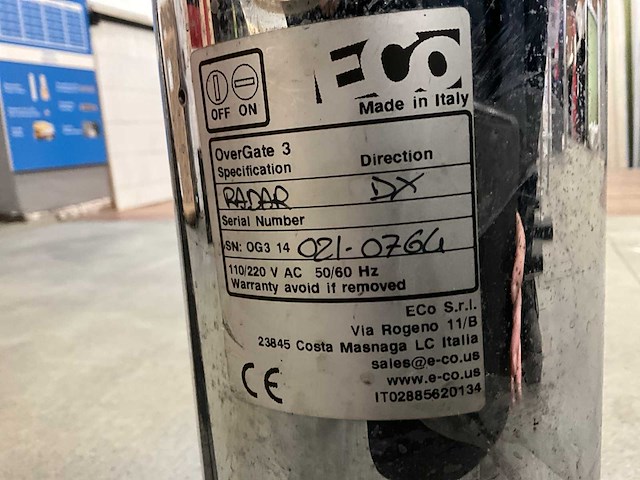 ECo
OFF ON
Made in Italy
OverGate 3
Specification Direction
RADAR DX
Serial Number
SN: OG3 14 021-0764
110/220 V AC 50/60 Hz
Warranty avoid if removed
ECo S.r.l.
Via Rogeno 11/B
23845 Costa Masnaga LC Italia
sales@e-co.us
www.e-co.us
IT02885620134
CE